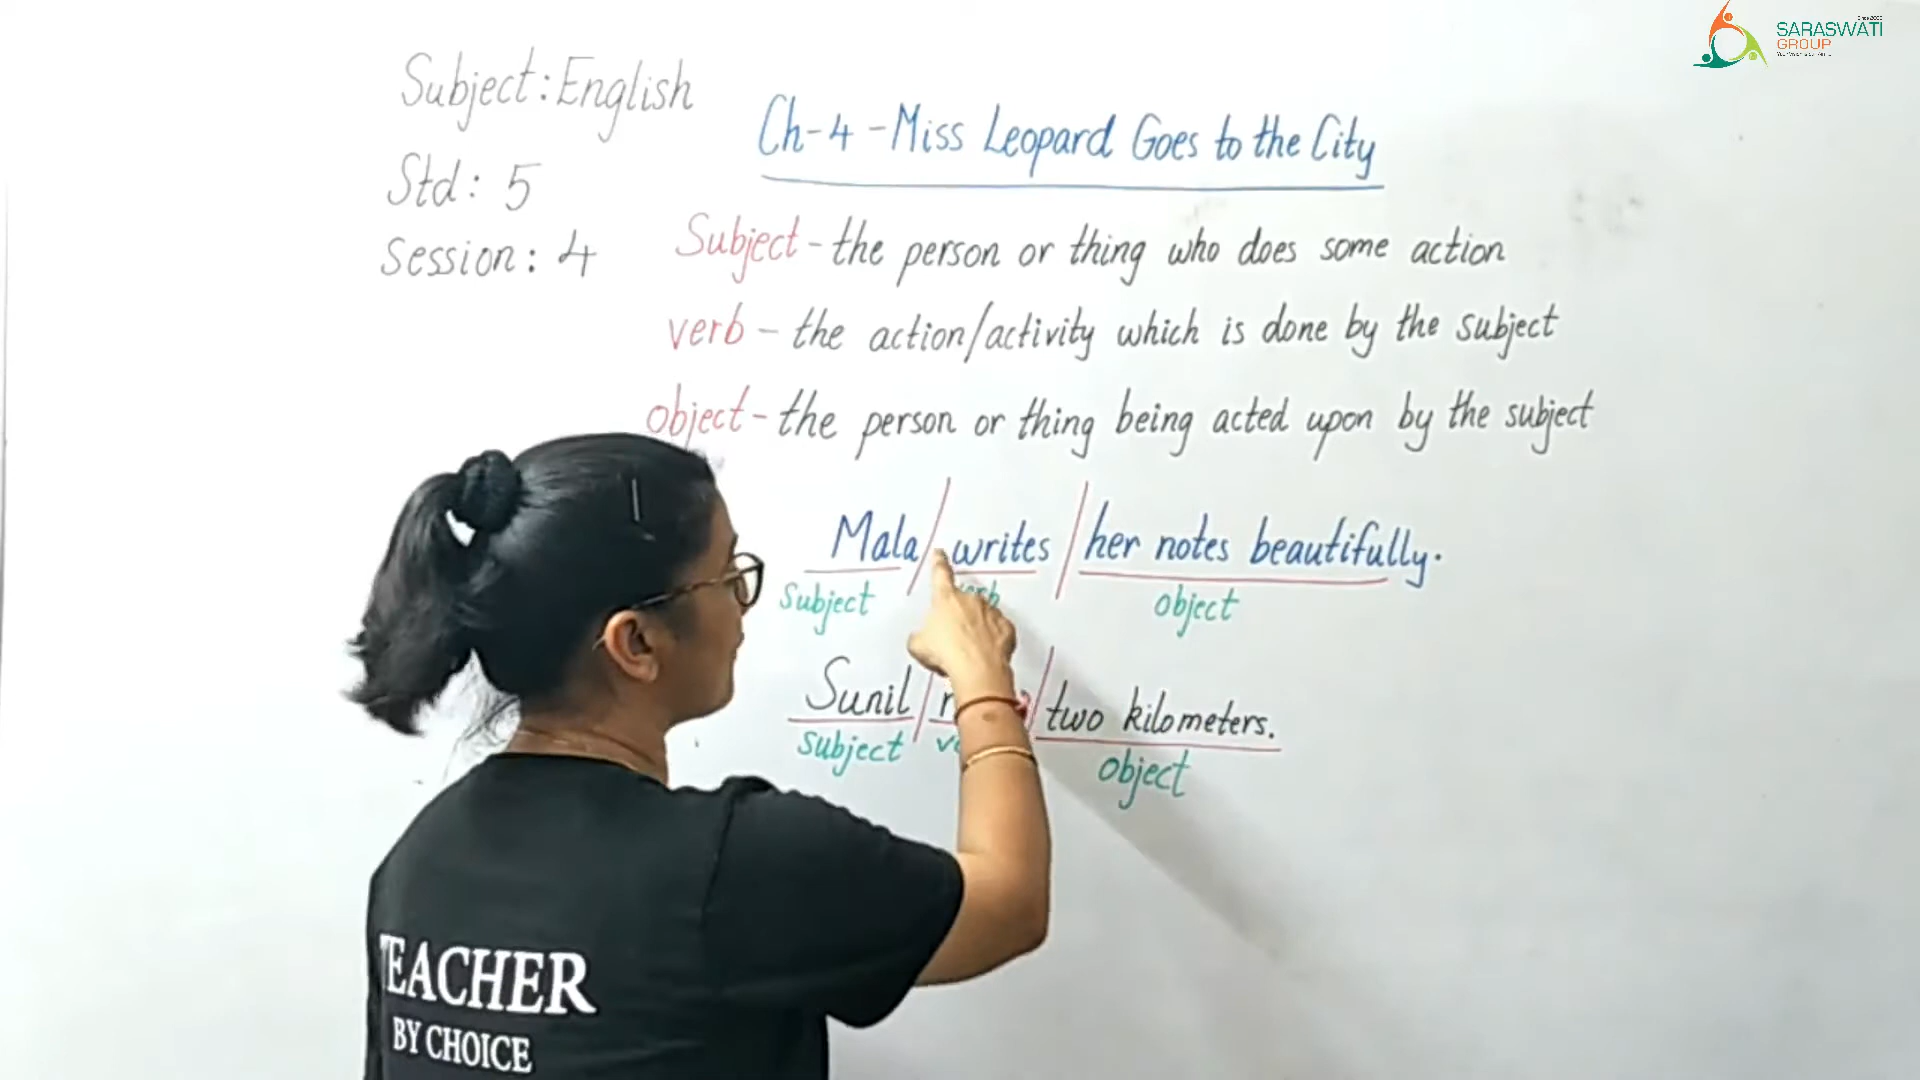 SARASWATI
GROUP
Subject: English
Std: 5
Session: 4
Ch-4 - Miss Leopard Goes to the City
Subject - the person or thing who does some action
verb - the action/activity which is done by the subject
object - the person or thing being acted upon by the subject
Mala / writes / her notes beautifully.
Subject object
Sunil / / two kilometers.
Subject object
TEACHER
BY CHOICE